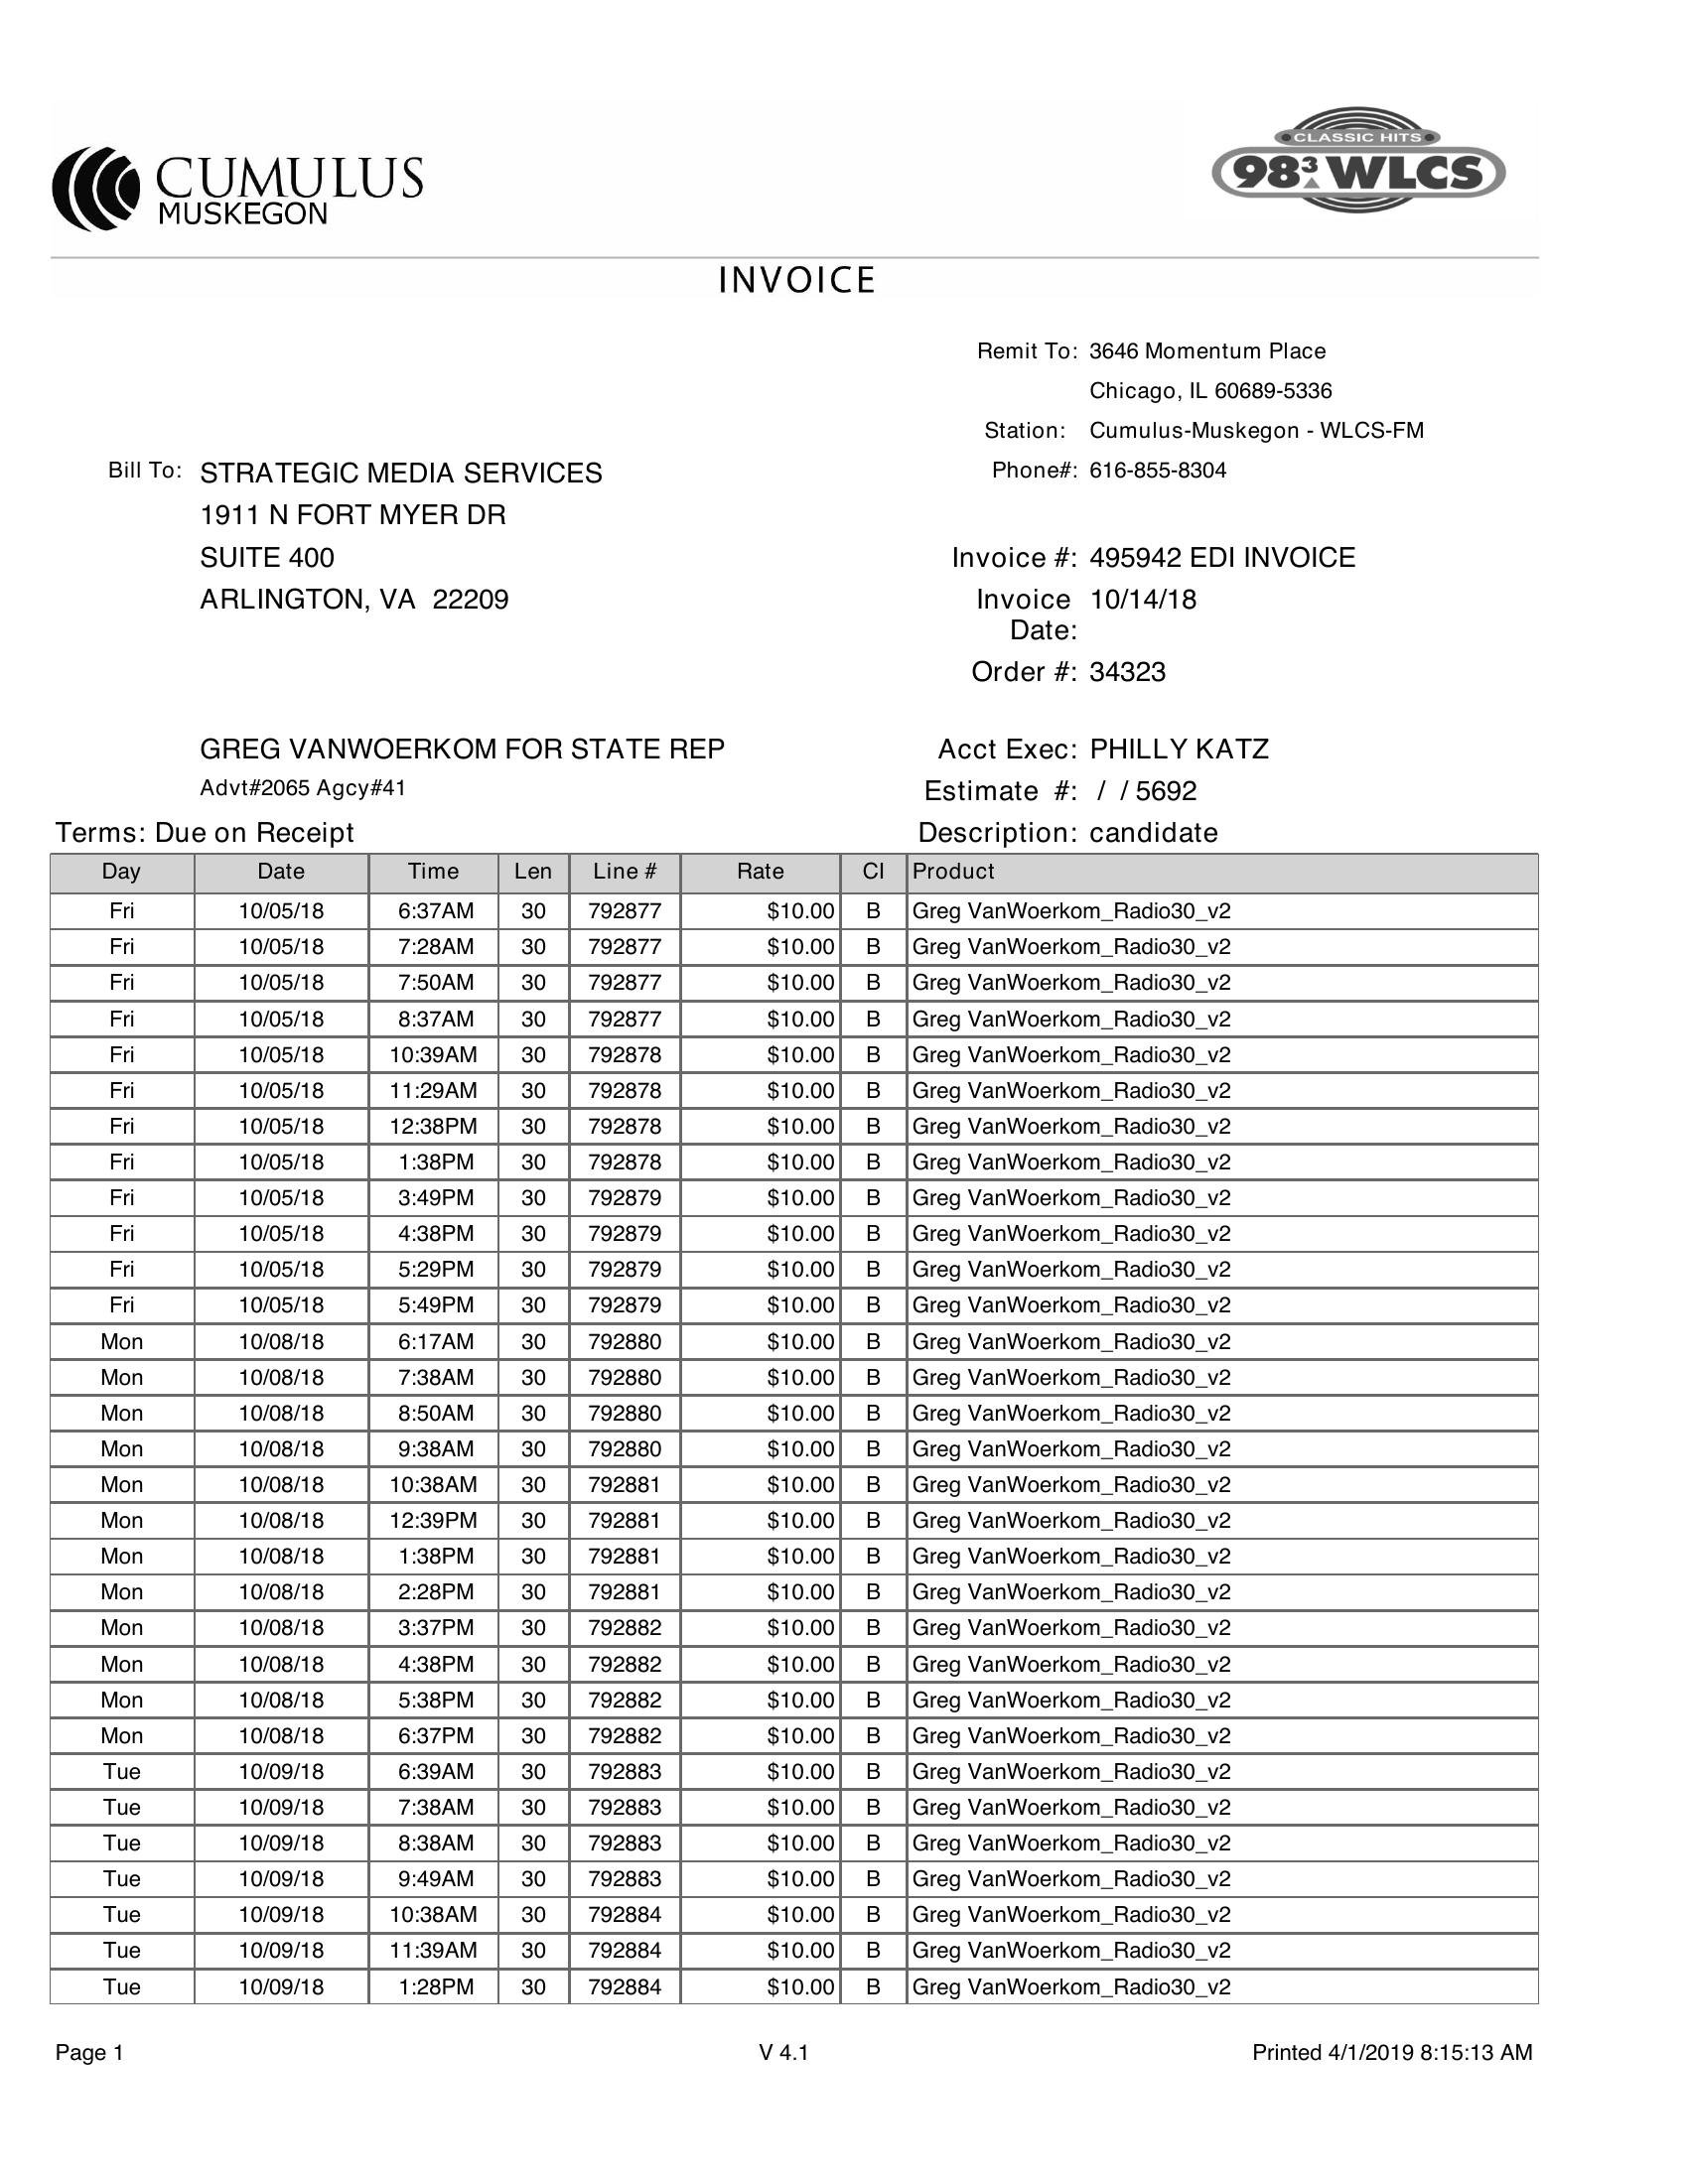 CUMULUS
MUSKEGON
CLASSIC HITS
98.3 WLCS
INVOICE
Remit To: 3646 Momentum Place
Chicago, IL 60689-5336
Station: Cumulus-Muskegon - WLCS-FM
Bill To: STRATEGIC MEDIA SERVICES Phone#: 616-855-8304
1911 N FORT MYER DR
SUITE 400 Invoice #: 495942 EDI INVOICE
ARLINGTON, VA 22209 Invoice 10/14/18
Date:
Order #: 34323
GREG VANWOERKOM FOR STATE REP Acct Exec: PHILLY KATZ
Advt#2065 Agcy#41 Estimate #: / / 5692
Terms: Due on Receipt Description: candidate
Day Date Time Len Line # Rate Cl Product
Fri 10/05/18 6:37AM 30 792877 $10.00 B Greg VanWoerkom_Radio30_v2
Fri 10/05/18 7:28AM 30 792877 $10.00 B Greg VanWoerkom_Radio30_v2
Fri 10/05/18 7:50AM 30 792877 $10.00 B Greg VanWoerkom_Radio30_v2
Fri 10/05/18 8:37AM 30 792877 $10.00 B Greg VanWoerkom_Radio30_v2
Fri 10/05/18 10:39AM 30 792878 $10.00 B Greg VanWoerkom_Radio30_v2
Fri 10/05/18 11:29AM 30 792878 $10.00 B Greg VanWoerkom_Radio30_v2
Fri 10/05/18 12:38PM 30 792878 $10.00 B Greg VanWoerkom_Radio30_v2
Fri 10/05/18 1:38PM 30 792878 $10.00 B Greg VanWoerkom_Radio30_v2
Fri 10/05/18 3:49PM 30 792879 $10.00 B Greg VanWoerkom_Radio30_v2
Fri 10/05/18 4:38PM 30 792879 $10.00 B Greg VanWoerkom_Radio30_v2
Fri 10/05/18 5:29PM 30 792879 $10.00 B Greg VanWoerkom_Radio30_v2
Fri 10/05/18 5:49PM 30 792879 $10.00 B Greg VanWoerkom_Radio30_v2
Mon 10/08/18 6:17AM 30 792880 $10.00 B Greg VanWoerkom_Radio30_v2
Mon 10/08/18 7:38AM 30 792880 $10.00 B Greg VanWoerkom_Radio30_v2
Mon 10/08/18 8:50AM 30 792880 $10.00 B Greg VanWoerkom_Radio30_v2
Mon 10/08/18 9:38AM 30 792880 $10.00 B Greg VanWoerkom_Radio30_v2
Mon 10/08/18 10:38AM 30 792881 $10.00 B Greg VanWoerkom_Radio30_v2
Mon 10/08/18 12:39PM 30 792881 $10.00 B Greg VanWoerkom_Radio30_v2
Mon 10/08/18 1:38PM 30 792881 $10.00 B Greg VanWoerkom_Radio30_v2
Mon 10/08/18 2:28PM 30 792881 $10.00 B Greg VanWoerkom_Radio30_v2
Mon 10/08/18 3:37PM 30 792882 $10.00 B Greg VanWoerkom_Radio30_v2
Mon 10/08/18 4:38PM 30 792882 $10.00 B Greg VanWoerkom_Radio30_v2
Mon 10/08/18 5:38PM 30 792882 $10.00 B Greg VanWoerkom_Radio30_v2
Mon 10/08/18 6:37PM 30 792882 $10.00 B Greg VanWoerkom_Radio30_v2
Tue 10/09/18 6:39AM 30 792883 $10.00 B Greg VanWoerkom_Radio30_v2
Tue 10/09/18 7:38AM 30 792883 $10.00 B Greg VanWoerkom_Radio30_v2
Tue 10/09/18 8:38AM 30 792883 $10.00 B Greg VanWoerkom_Radio30_v2
Tue 10/09/18 9:49AM 30 792883 $10.00 B Greg VanWoerkom_Radio30_v2
Tue 10/09/18 10:38AM 30 792884 $10.00 B Greg VanWoerkom_Radio30_v2
Tue 10/09/18 11:39AM 30 792884 $10.00 B Greg VanWoerkom_Radio30_v2
Tue 10/09/18 1:28PM 30 792884 $10.00 B Greg VanWoerkom_Radio30_v2
Page 1 V 4.1 Printed 4/1/2019 8:15:13 AM